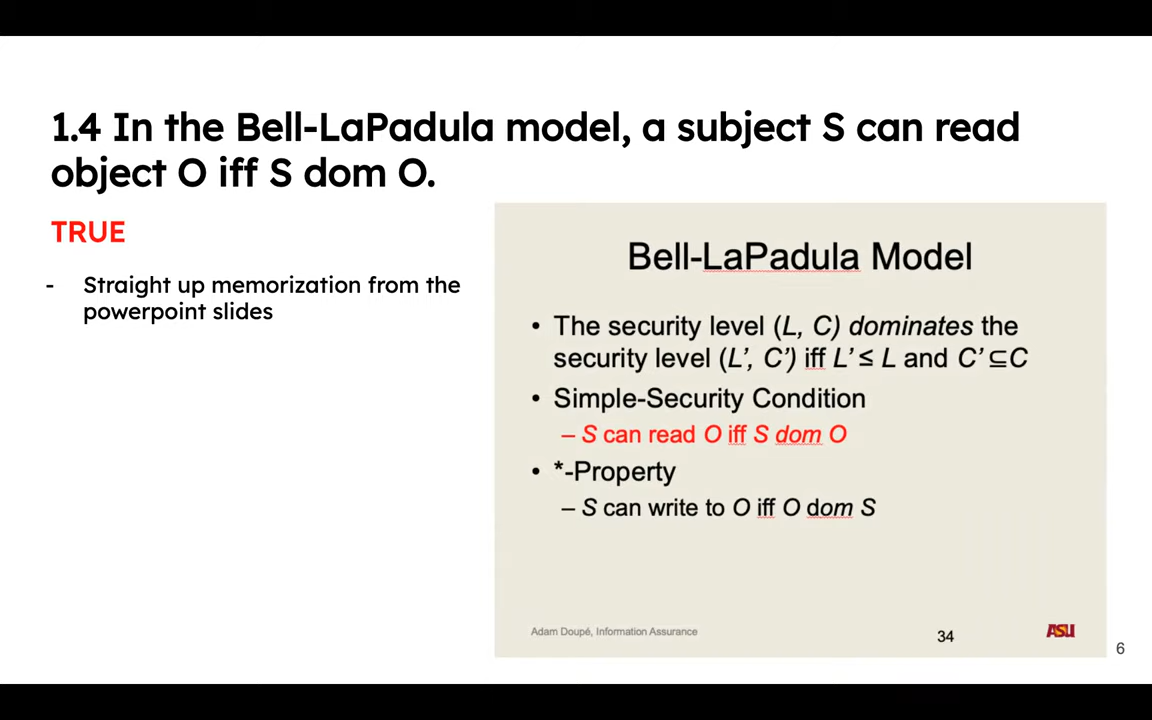 1.4 In the Bell-LaPadula model, a subject S can read
object O iff S dom O.
TRUE
- Straight up memorization from the
powerpoint slides
Bell-LaPadula Model
• The security level (L, C) dominates the
security level (L’, C’) iff L’ ≤ L and C’ ⊆C
• Simple-Security Condition
– S can read O iff S dom O
• *-Property
– S can write to O iff O dom S
Adam Doupé, Information Assurance
34
ASU
6